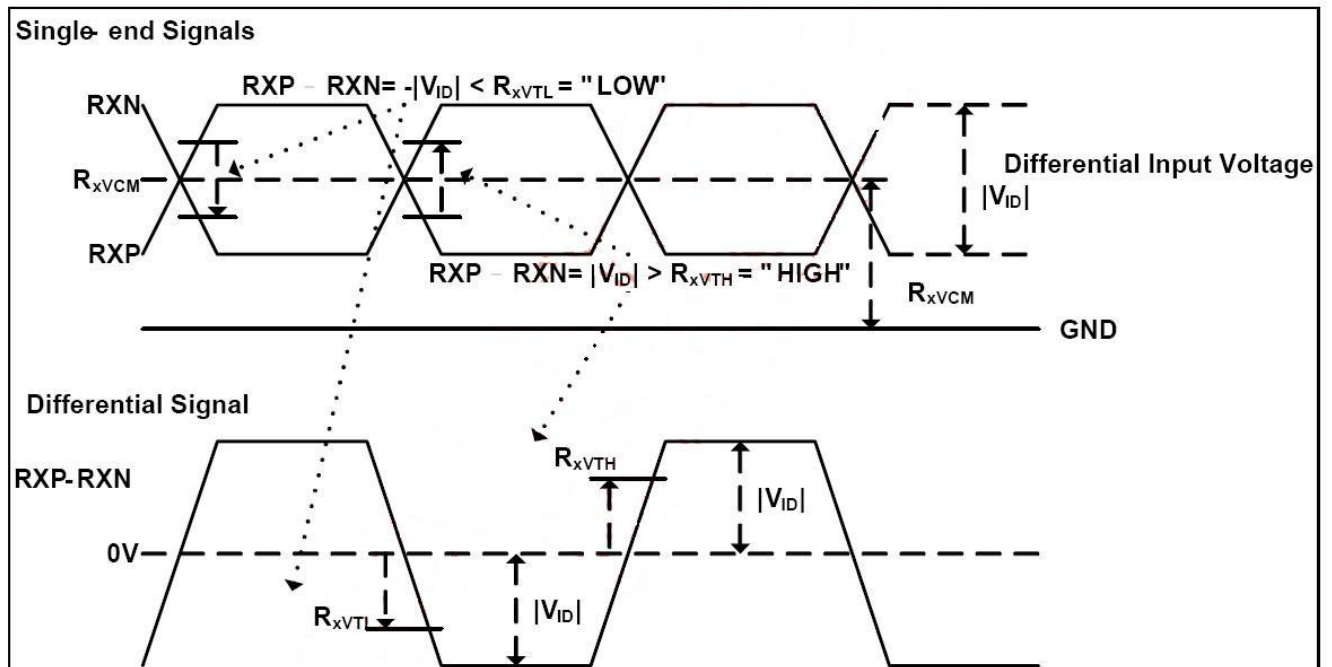 Single- end Signals
RXP - RXN= -|VID| < RxVTL= "LOW"
RXN
RxVCM
Differential Input Voltage
|VID|
RXP
RXP - RXN= |VID| > RxVTH= "HIGH"
RxVCM
GND
Differential Signal
RxVTH
RXP-RXN
|VID|
0V
RxVTL
|VID|